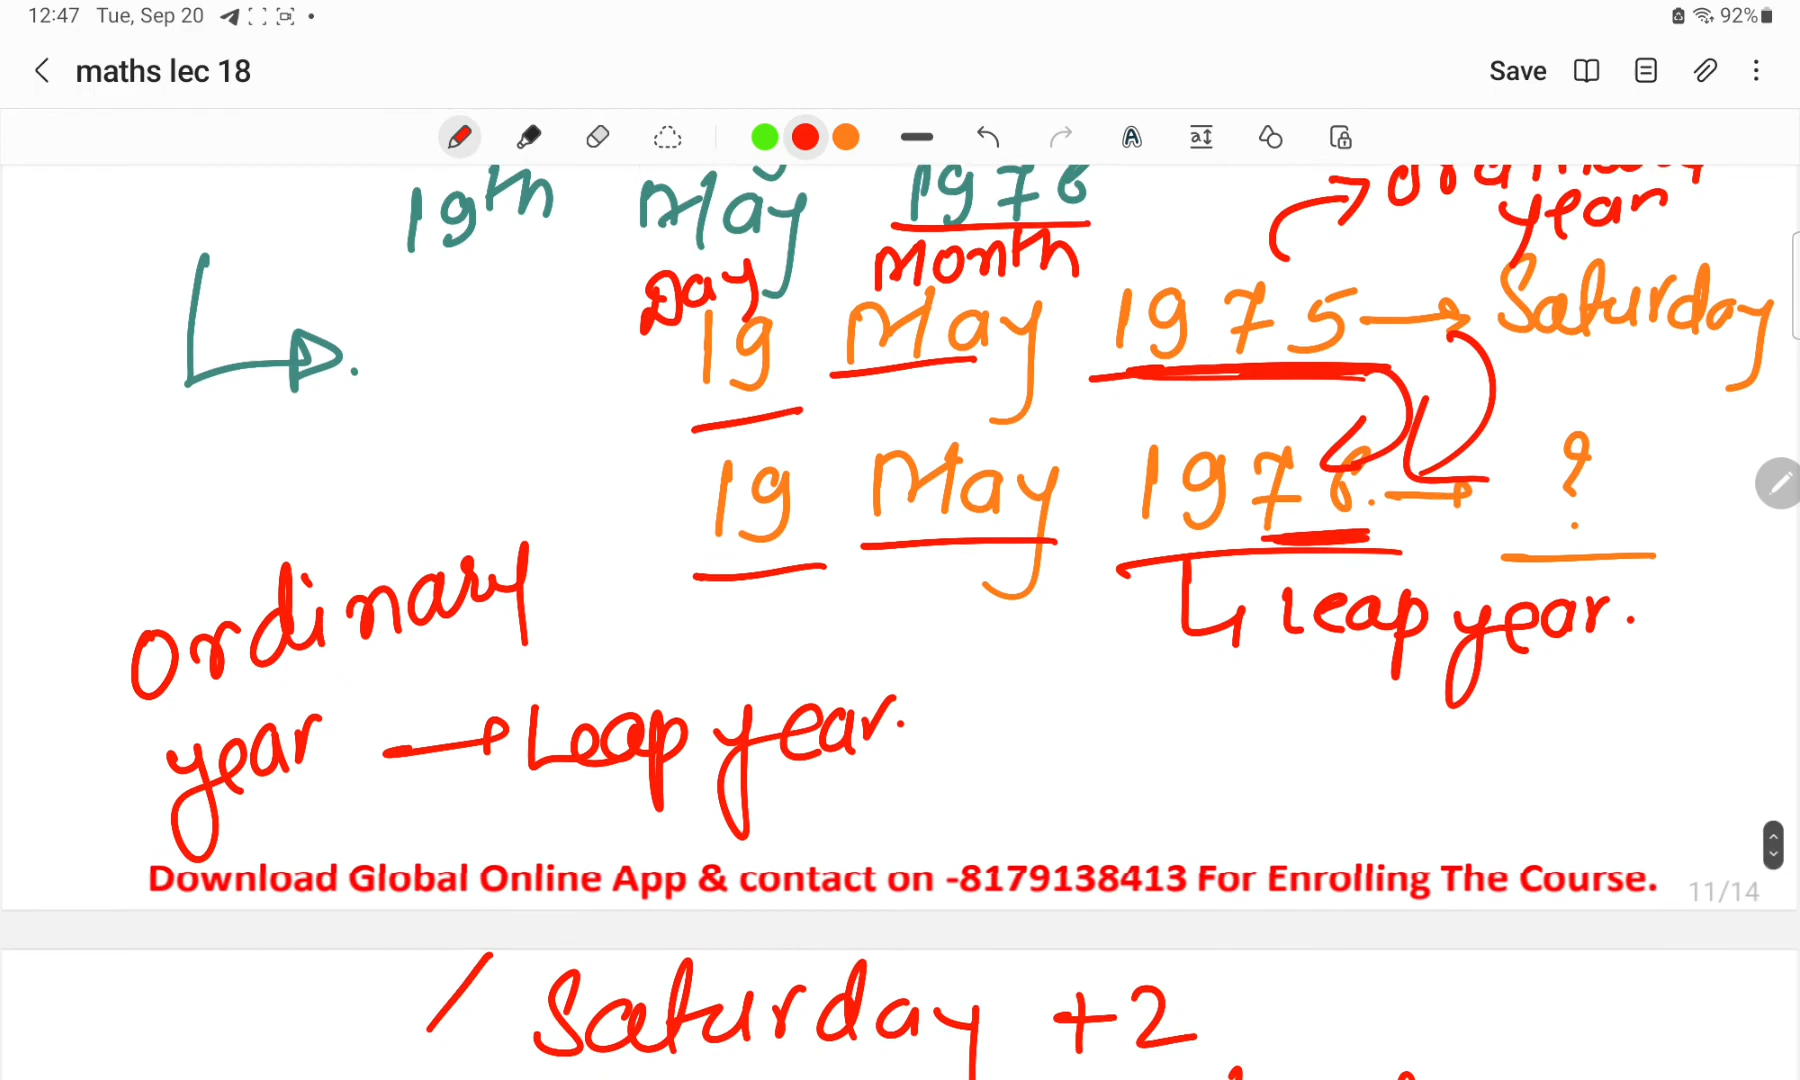 12:47 Tue, Sep 20 92%
maths lec 18
Save
19th May 1976
year
Day Month
19 May 1975 → Saturday
19 May 1976. → ?
Leap year.
ordinary
year → Leap year.
Download Global Online App & contact on -8179138413 For Enrolling The Course.
11/14
Saturday +2